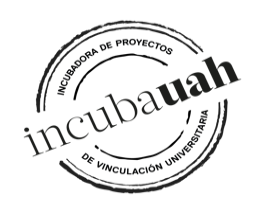 INCUBADORA DE PROYECTOS
incubauah
DE VINCULACIÓN UNIVERSITARIA